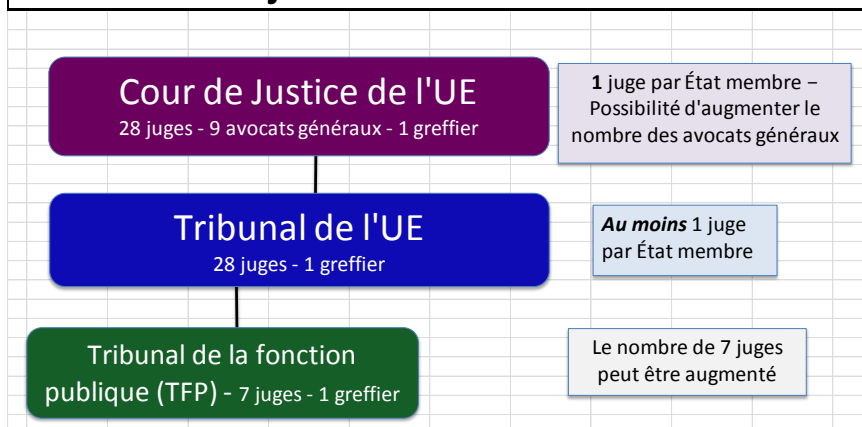 Cour de Justice de l'UE
28 juges - 9 avocats généraux - 1 greffier
1 juge par État membre –
Possibilité d'augmenter le
nombre des avocats généraux
Tribunal de l'UE
28 juges - 1 greffier
Au moins 1 juge
par État membre
Tribunal de la fonction
publique (TFP) - 7 juges - 1 greffier
Le nombre de 7 juges
peut être augmenté